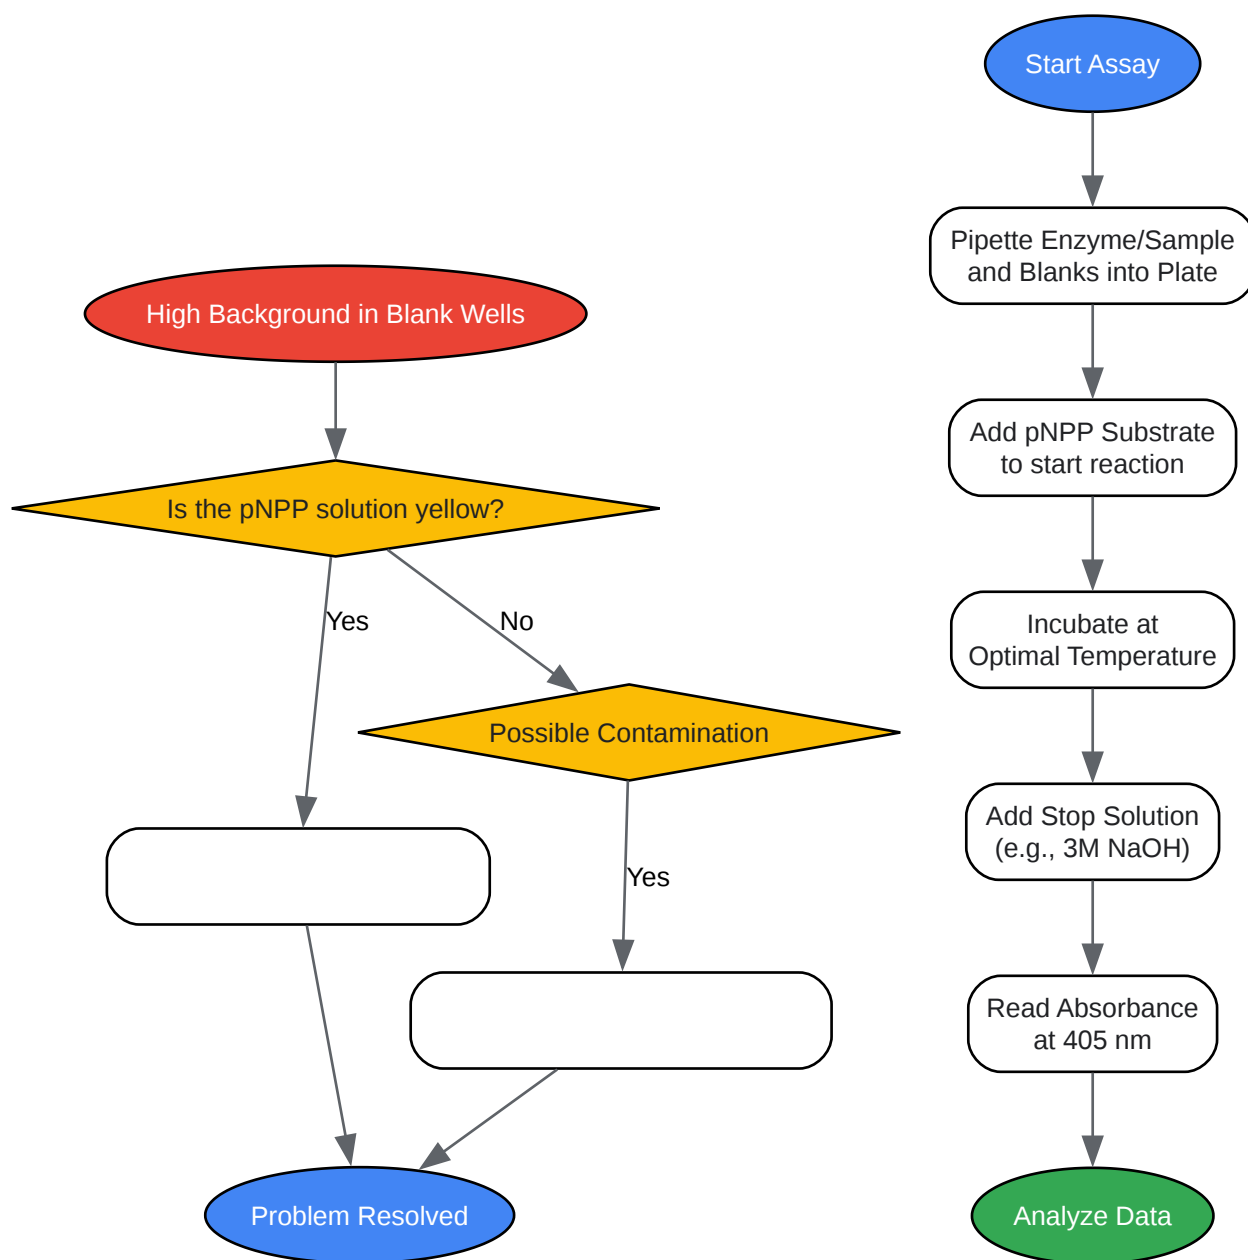 High Background in Blank Wells
Is the pNPP solution yellow?
Yes
No
Possible Contamination
Yes
Problem Resolved
Start Assay
Pipette Enzyme/Sample
and Blanks into Plate
Add pNPP Substrate
to start reaction
Incubate at
Optimal Temperature
Add Stop Solution
(e.g., 3M NaOH)
Read Absorbance
at 405 nm
Analyze Data